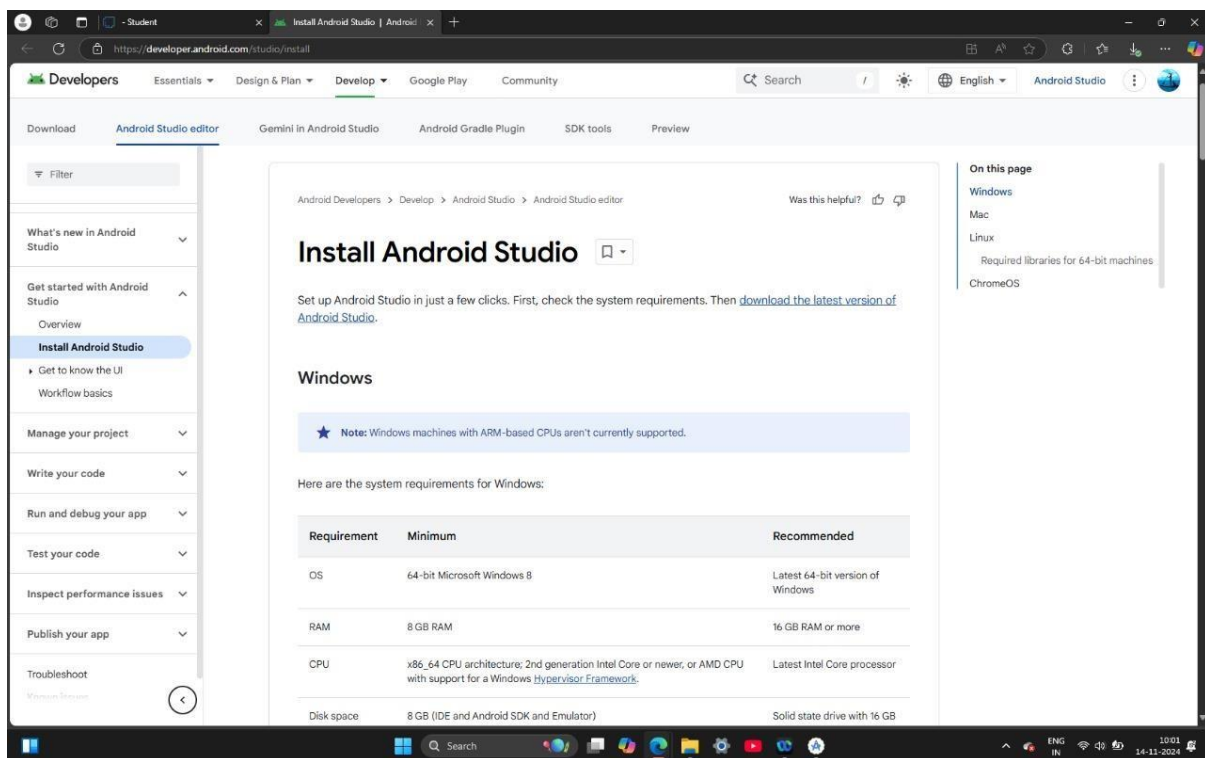 - Student
Install Android Studio | Android
https://developer.android.com/studio/install
Developers
Essentials
Design & Plan
Develop
Google Play
Community
Search
/
English
Android Studio
Download
Android Studio editor
Gemini in Android Studio
Android Gradle Plugin
SDK tools
Preview
Filter
What's new in Android
Studio
Get started with Android
Studio
Overview
Install Android Studio
Get to know the UI
Workflow basics
Manage your project
Write your code
Run and debug your app
Test your code
Inspect performance issues
Publish your app
Troubleshoot
Known issues
Android Developers > Develop > Android Studio > Android Studio editor
Was this helpful?
Install Android Studio
Set up Android Studio in just a few clicks. First, check the system requirements. Then download the latest version of
Android Studio.
Windows
Note: Windows machines with ARM-based CPUs aren't currently supported.
Here are the system requirements for Windows:
Requirement Minimum Recommended
OS 64-bit Microsoft Windows 8 Latest 64-bit version of
Windows
RAM 8 GB RAM 16 GB RAM or more
CPU x86_64 CPU architecture; 2nd generation Intel Core or newer, or AMD CPU Latest Intel Core processor
with support for a Windows Hypervisor Framework.
Disk space 8 GB (IDE and Android SDK and Emulator) Solid state drive with 16 GB
On this page
Windows
Mac
Linux
Required libraries for 64-bit machines
ChromeOS
Search
ENG
IN
10:01
14-11-2024